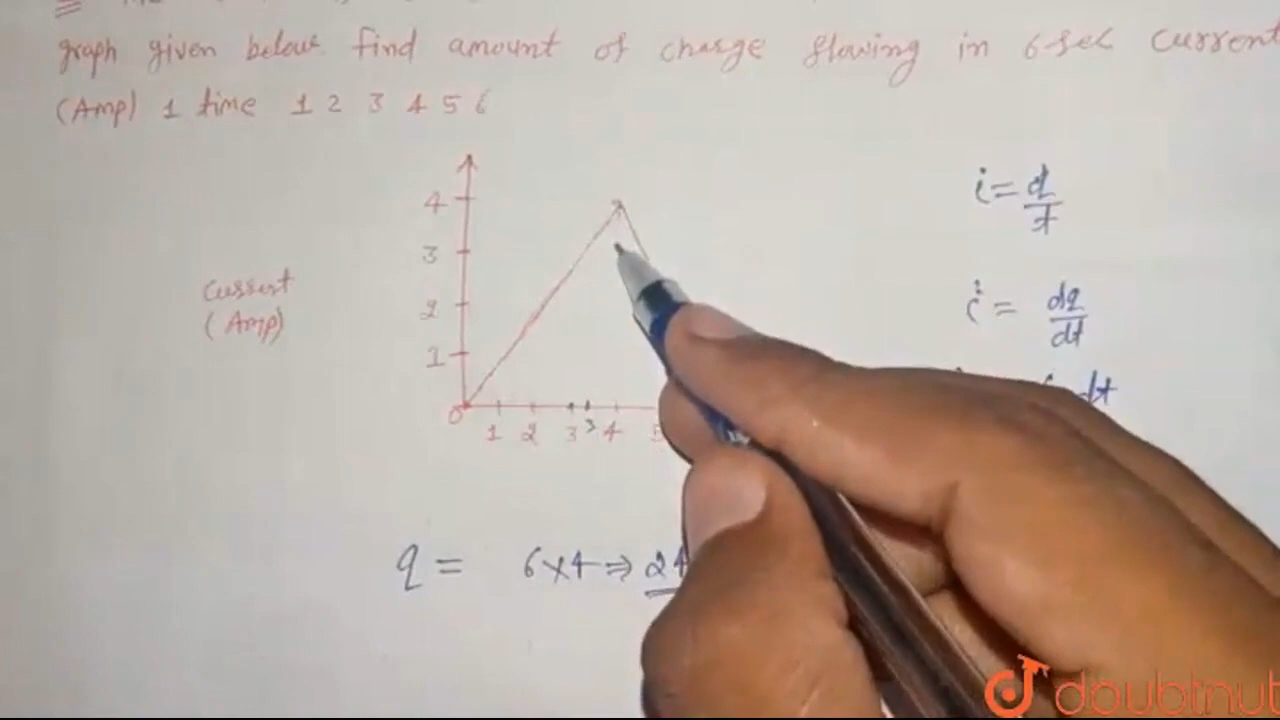 graph given below find amount of charge flowing in 6 sec current
(Amp) 1 time 1 2 3 4 5 6
4
3
2
1
0
1 2 3 3 4 5
Current
(Amp)
i = q/t
i = dq/dt
dt
q = 6×4 ⇒ 24
doubtnut